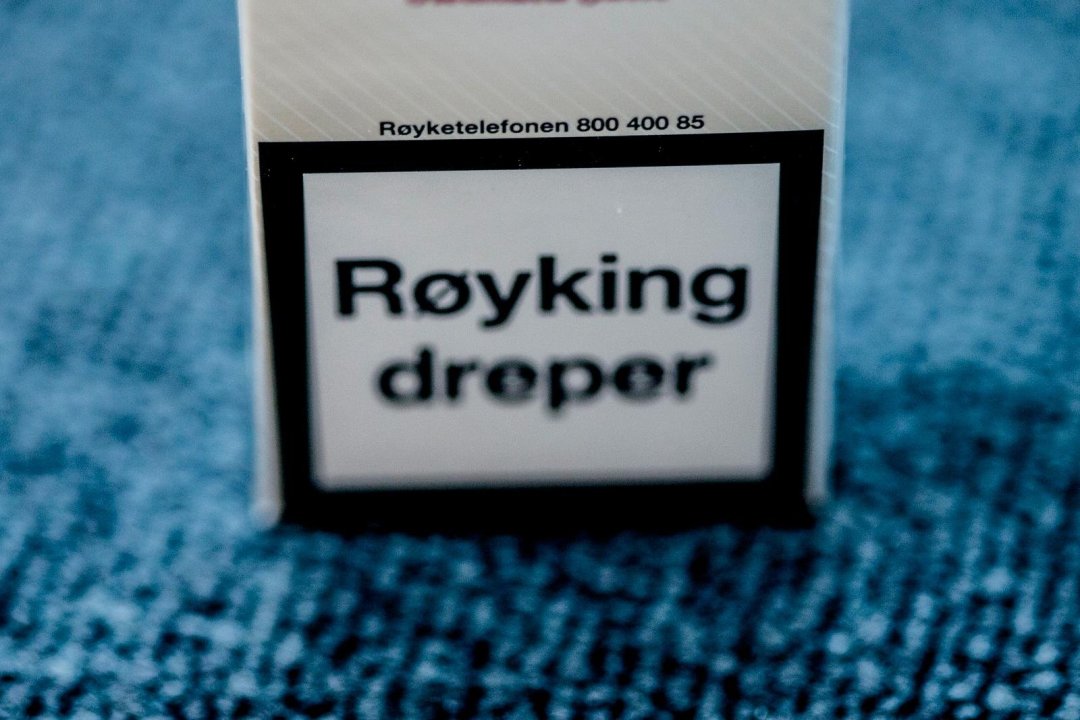 Røyketelefonen 800 400 85
Røyking
dreper